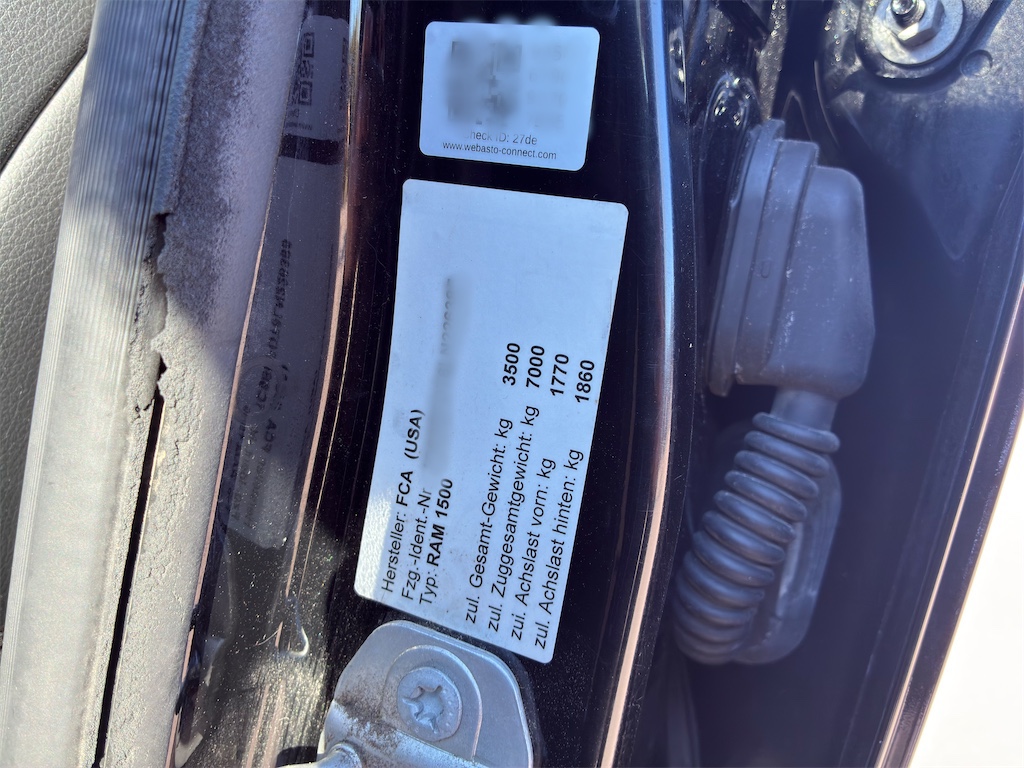 ID: 27de
www.webasto-connect.com
Hersteller: FCA (USA)
Fzg.-Ident.-Nr
Typ: RAM 1500
zul. Gesamt-Gewicht: kg 3500
zul. Zuggesamtgewicht: kg 7000
zul. Achslast vorn: kg 1770
zul. Achslast hinten: kg 1860